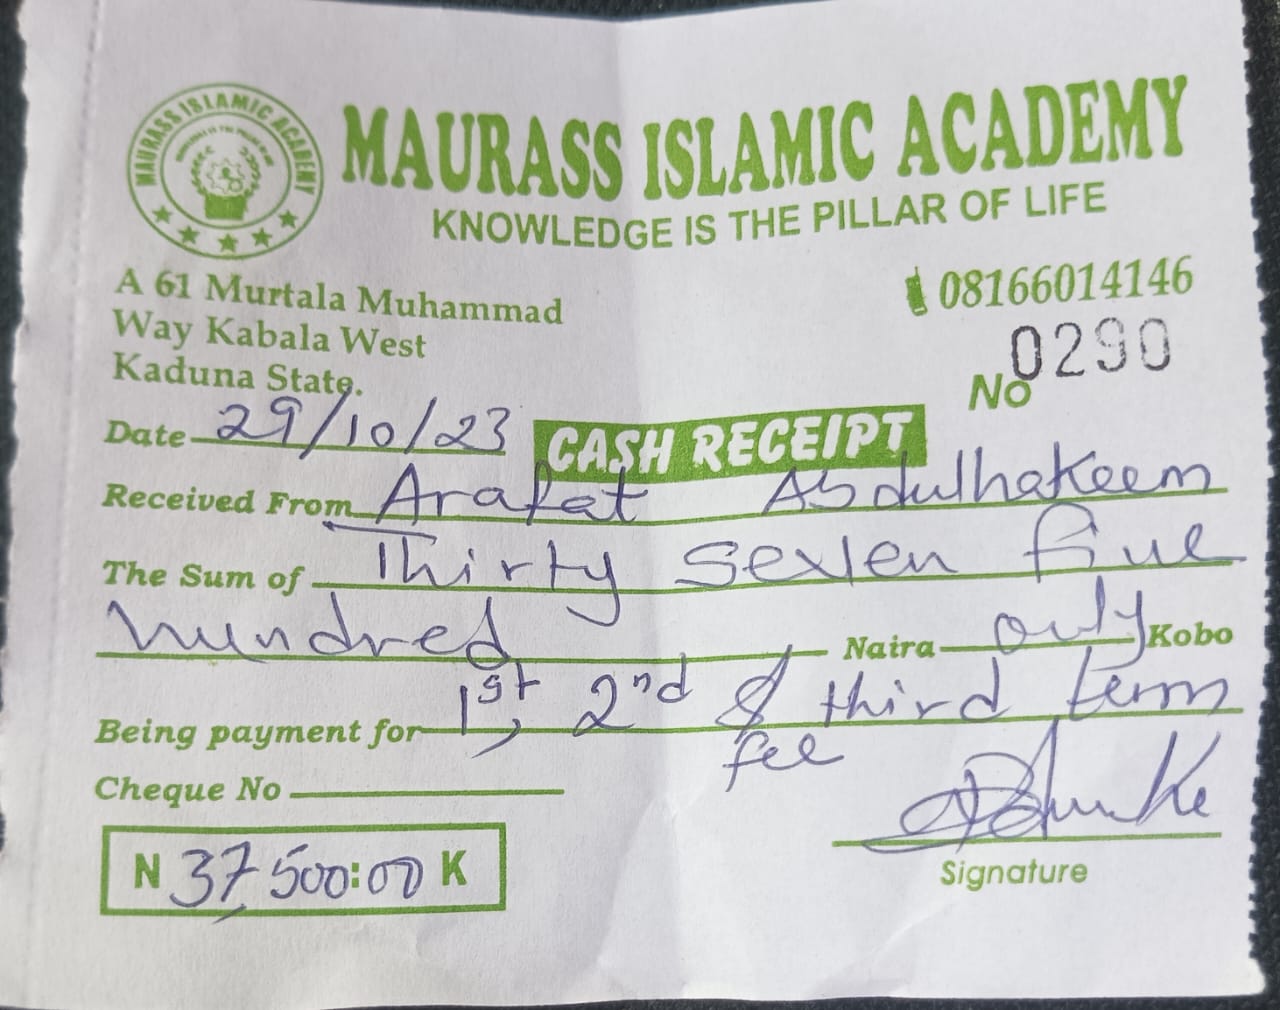 MAURASS ISLAMIC ACADEMY
MAURASS ISLAMIC ACADEMY
KNOWLEDGE IS THE PILLAR OF LIFE
A 61 Murtala Muhammad
Way Kabala West
Kaduna State.
08166014146
No 0290
Date 29/10/23
CASH RECEIPT
Received From Arafat Abdulhakeem
The Sum of Thirty Seven five
hundred Naira only Kobo
Being payment for 1st, 2nd & third term
fee
Cheque No
N 37,500:00 K
Signature